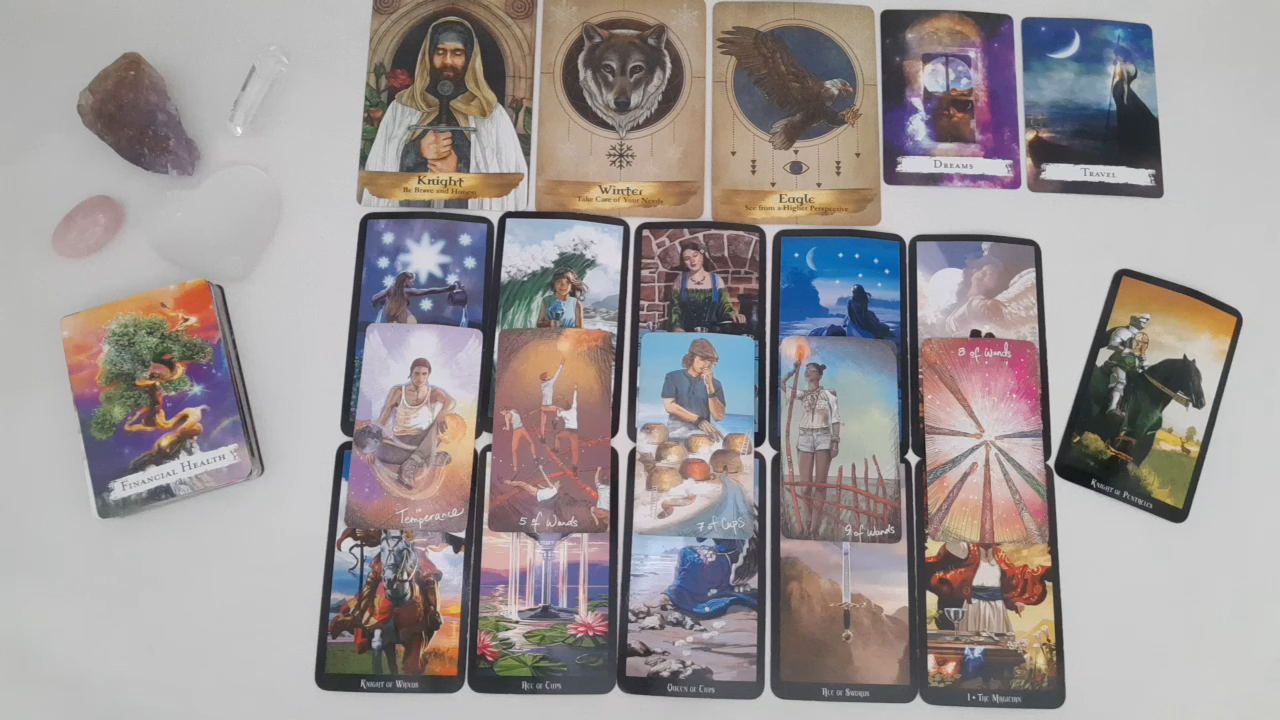 Knight
Be Brave and Honest
Winter
Take Care of Your Needs
Eagle
See from a Higher Perspective
Dreams
Travel
Financial Health
Temperance
5 of Wands
7 of Cups
9 of Wands
8 of Wands
Knight of Pentacles
Knight of Wands
Ace of Cups
Queen of Cups
Ace of Swords
I • The Magician